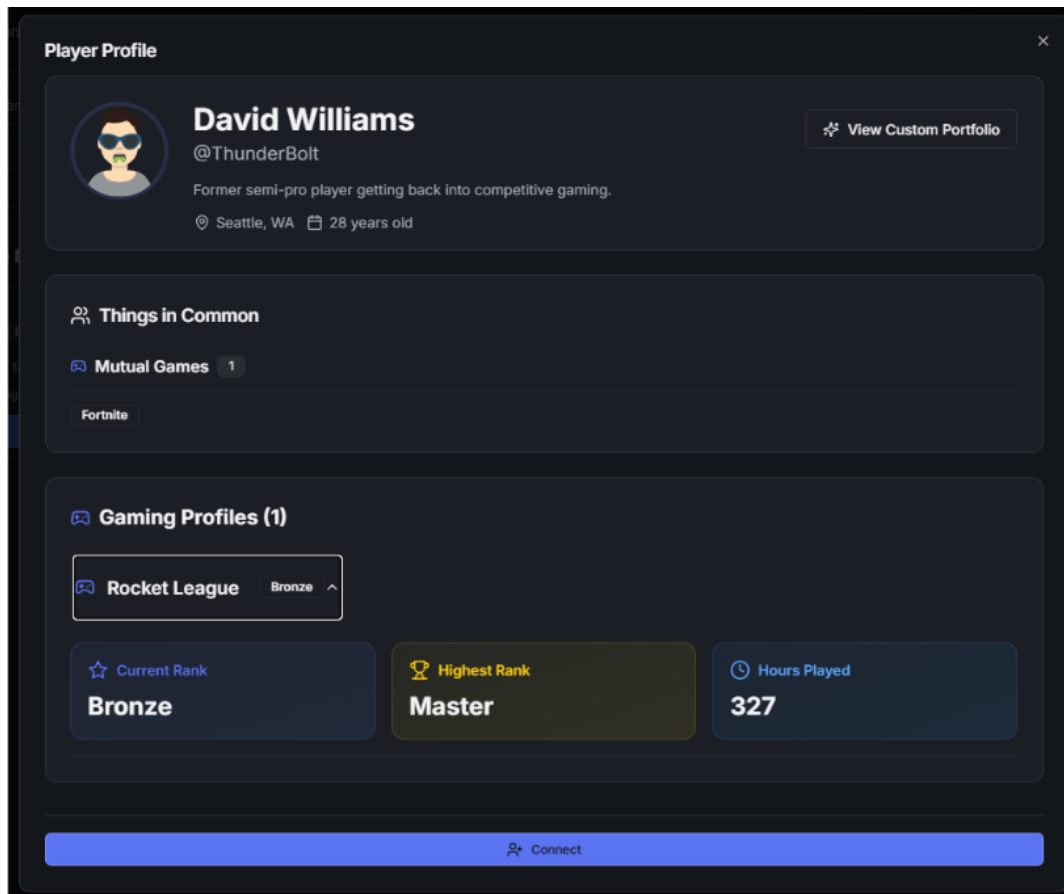 Player Profile
David Williams
View Custom Portfolio
@ThunderBolt
Former semi-pro player getting back into competitive gaming.
Seattle, WA 28 years old
Things in Common
Mutual Games 1
Fortnite
Gaming Profiles (1)
Rocket League Bronze
Current Rank
Bronze
Highest Rank
Master
Hours Played
327
Connect